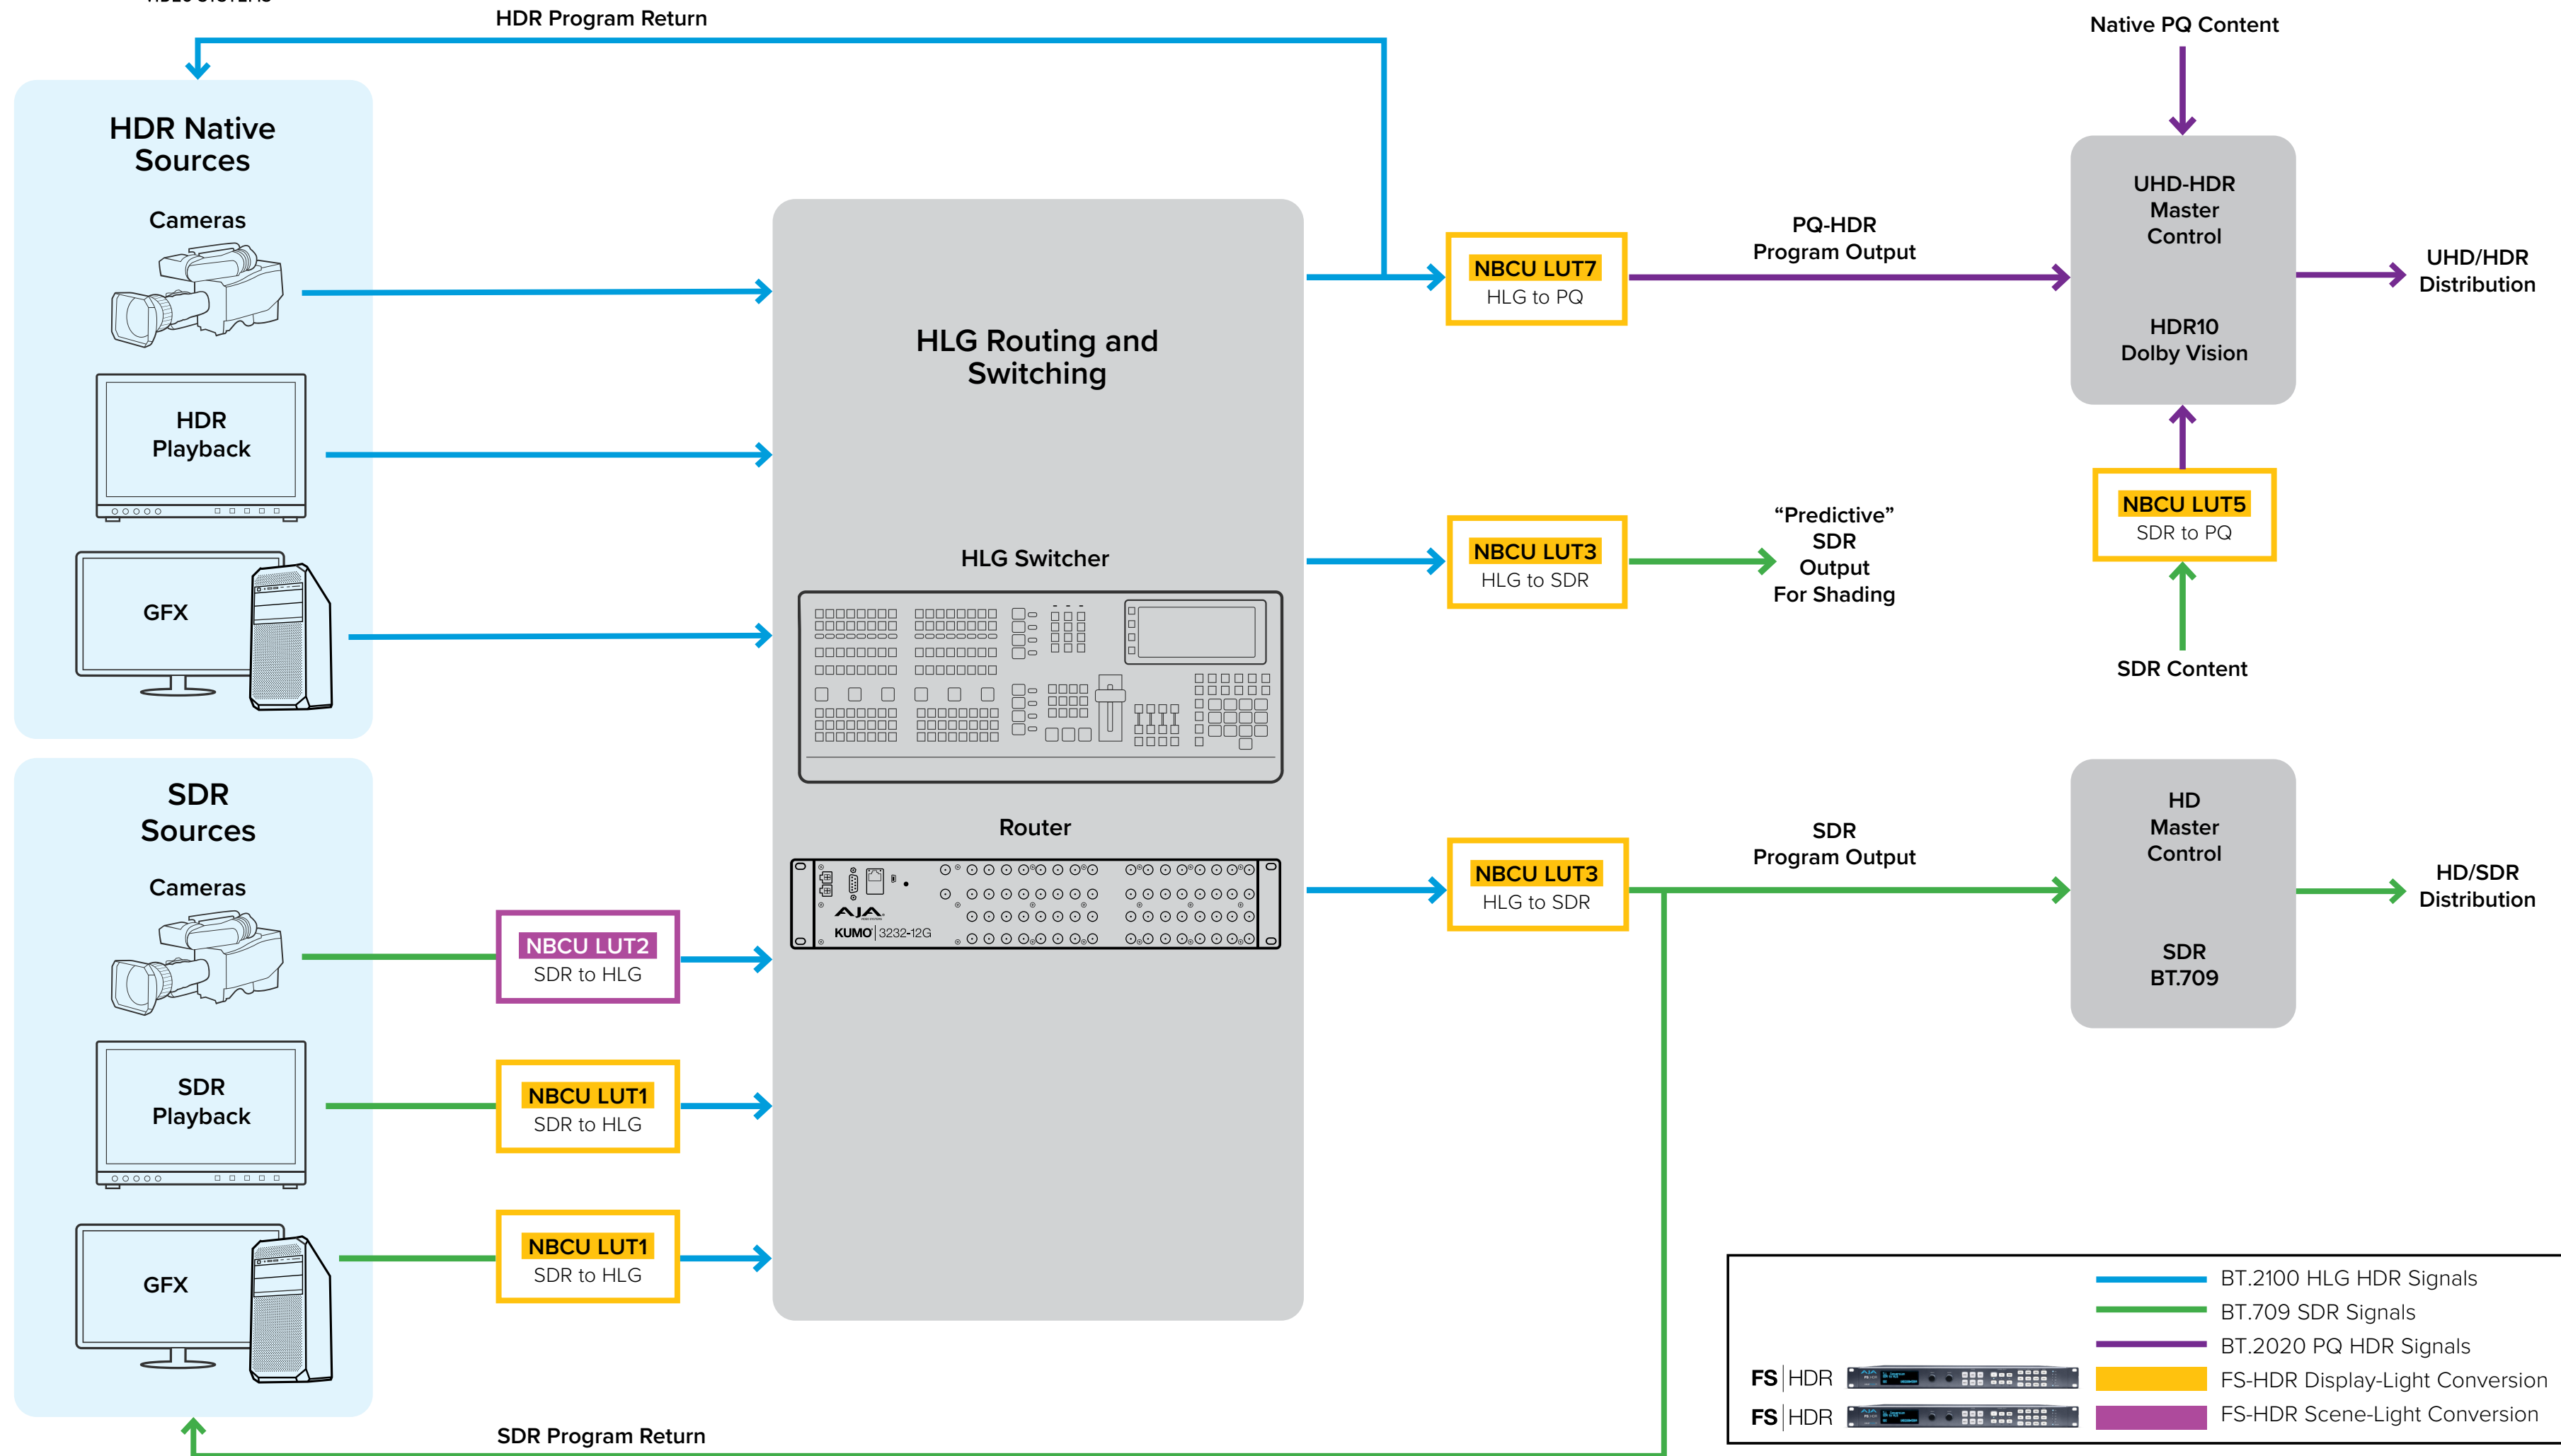 VIDEO SYSTEMS
HDR Program Return
Native PQ Content
HDR Native
Sources
Cameras
HDR
Playback
GFX
SDR
Sources
Cameras
SDR
Playback
GFX
NBCU LUT2
SDR to HLG
NBCU LUT1
SDR to HLG
NBCU LUT1
SDR to HLG
HLG Routing and
Switching
HLG Switcher
Router
AJA
KUMO 3232-12G
NBCU LUT7
HLG to PQ
PQ-HDR
Program Output
UHD-HDR
Master
Control
HDR10
Dolby Vision
UHD/HDR
Distribution
NBCU LUT3
HLG to SDR
“Predictive”
SDR
Output
For Shading
NBCU LUT5
SDR to PQ
SDR Content
NBCU LUT3
HLG to SDR
SDR
Program Output
HD
Master
Control
SDR
BT.709
HD/SDR
Distribution
SDR Program Return
BT.2100 HLG HDR Signals
BT.709 SDR Signals
BT.2020 PQ HDR Signals
FS HDR
FS-HDR Display-Light Conversion
FS HDR
FS-HDR Scene-Light Conversion